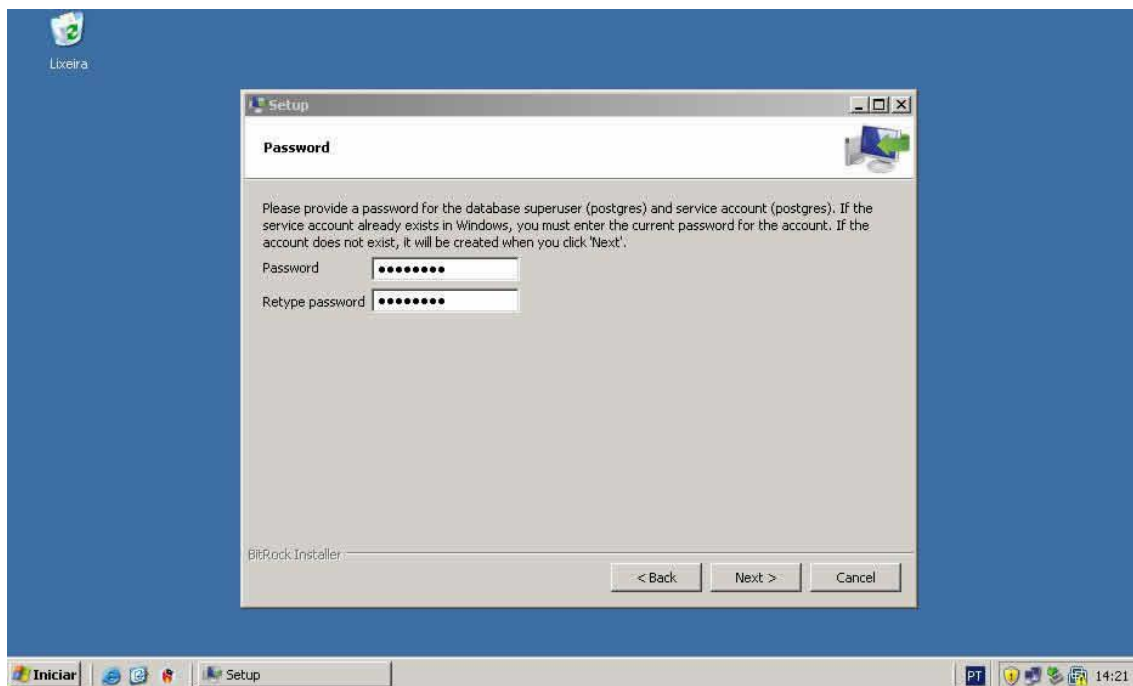 Lixeira
Setup
Password
Please provide a password for the database superuser (postgres) and service account (postgres). If the
service account already exists in Windows, you must enter the current password for the account. If the
account does not exist, it will be created when you click 'Next'.
Password ••••••••
Retype password ••••••••
BitRock Installer
< Back Next > Cancel
Iniciar Setup PT 14:21